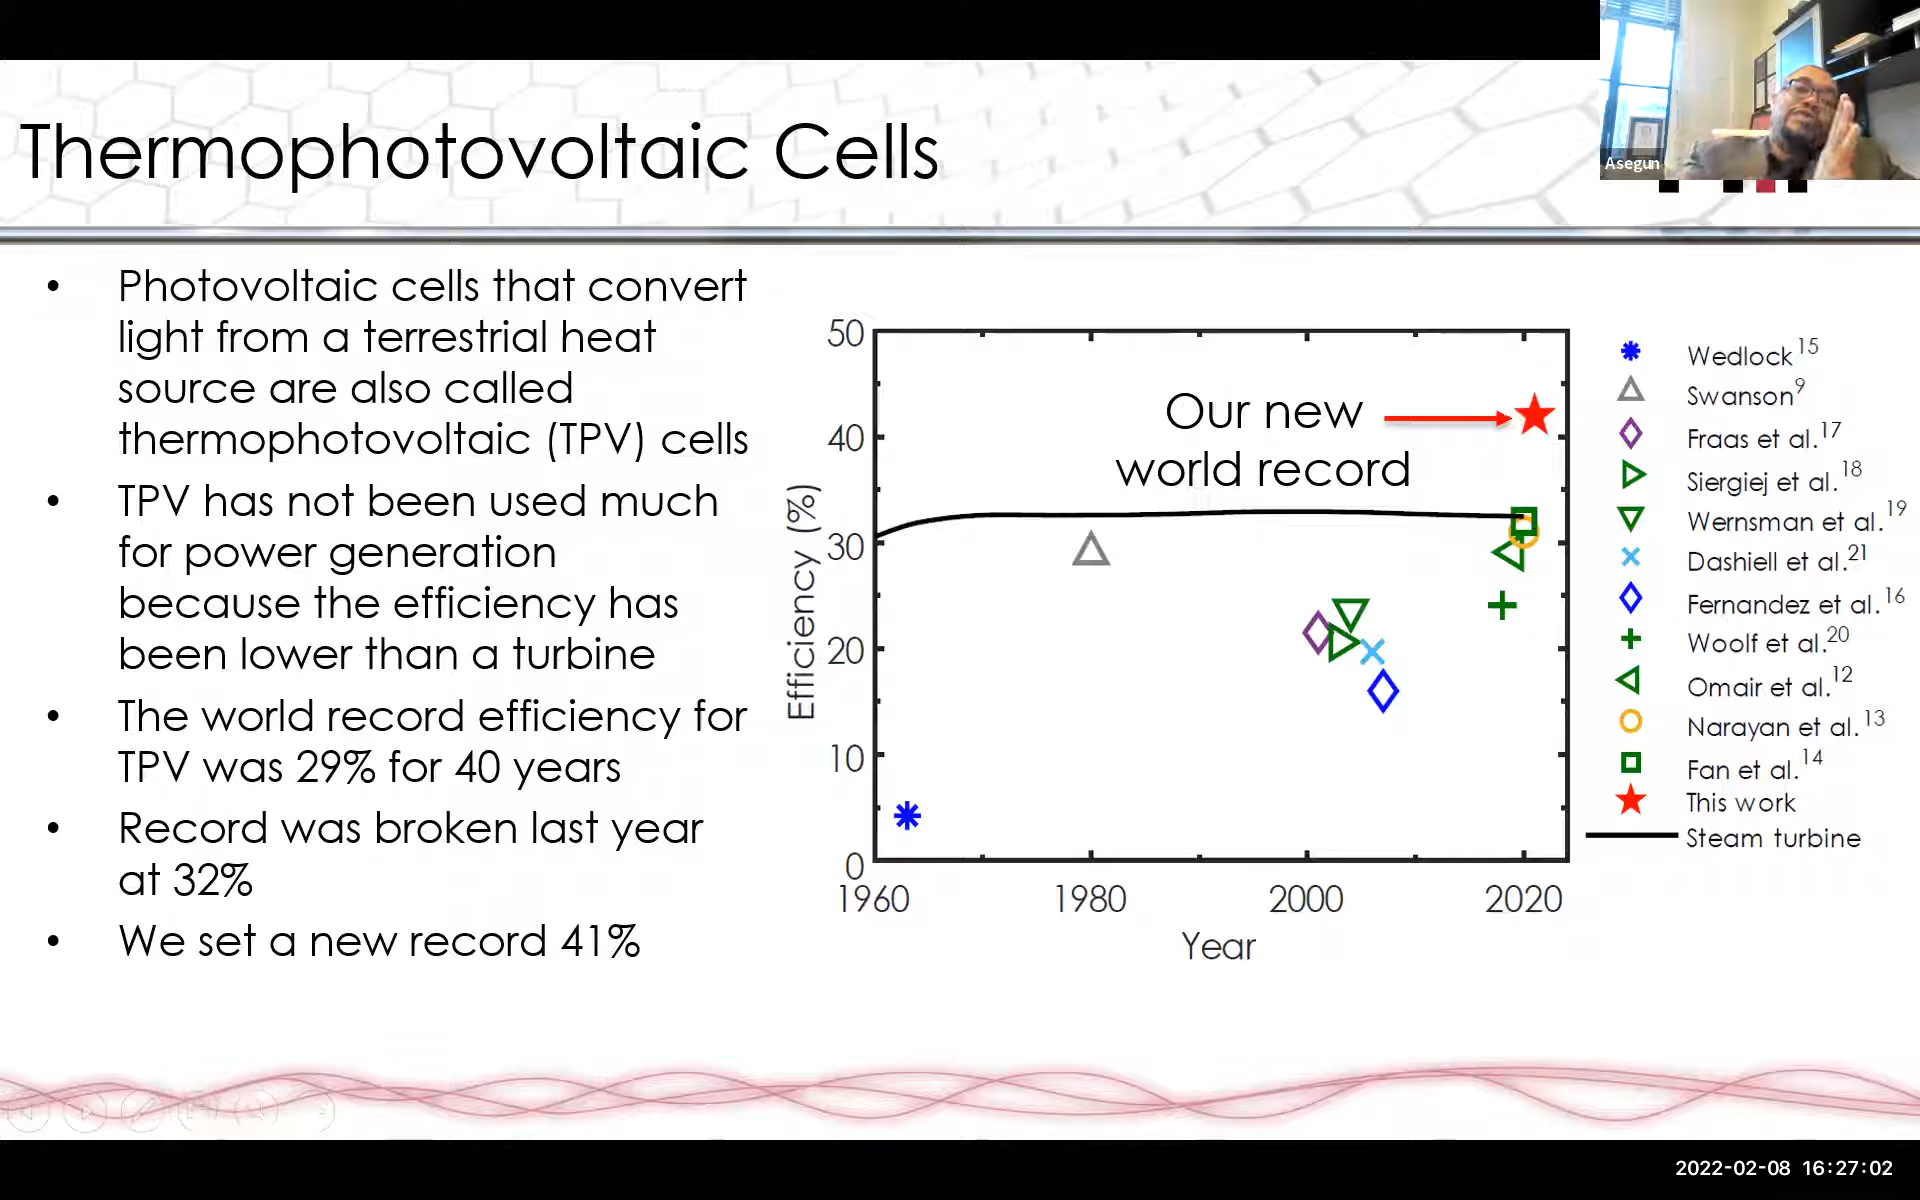 Asegun
Thermophotovoltaic Cells
• Photovoltaic cells that convert
light from a terrestrial heat
source are also called
thermophotovoltaic (TPV) cells
• TPV has not been used much
for power generation
because the efficiency has
been lower than a turbine
• The world record efficiency for
TPV was 29% for 40 years
• Record was broken last year
at 32%
• We set a new record 41%
Efficiency (%)
50
40
30
20
10
0
1960 1980 2000 2020
Year
Our new
world record
Wedlock15
Swanson9
Fraas et al.17
Siergiej et al.18
Wernsman et al.19
Dashiell et al.21
Fernandez et al.16
Woolf et al.20
Omair et al.12
Narayan et al.13
Fan et al.14
This work
Steam turbine
2022-02-08 16:27:02